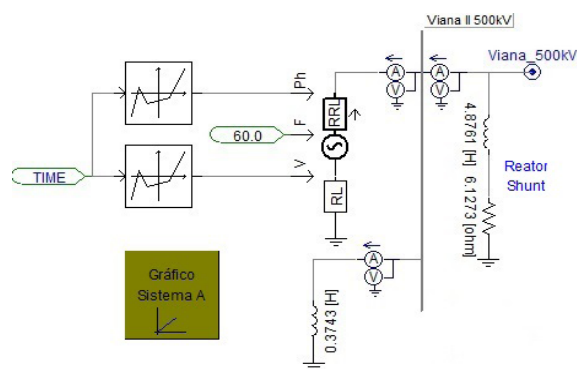 Viana II 500kV
Viana_500kV
Ph
A
V
A
V
RRL
F
60.0
V
TIME
RL
4.8761 [H]
6.1273 [ohm]
Reator
Shunt
A
V
0.3743 [H]
Gráfico
Sistema A